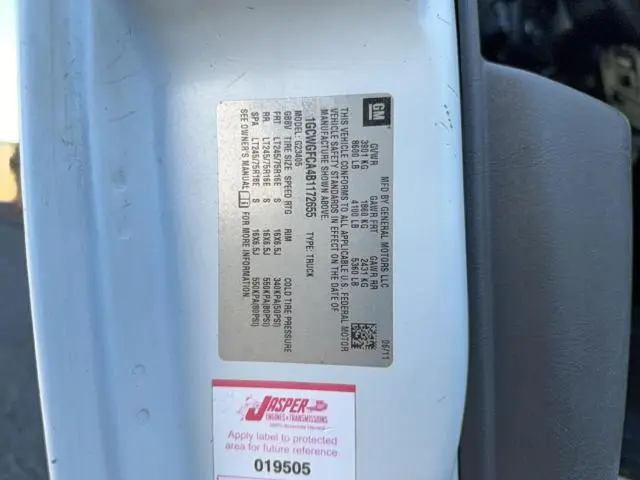 GM
MFD BY GENERAL MOTORS LLC 06/11
GVWR GAWR FRT GAWR RR
3901 KG 1860 KG 2431 KG
8600 LB 4100 LB 5360 LB
THIS VEHICLE CONFORMS TO ALL APPLICABLE U.S. FEDERAL MOTOR
VEHICLE SAFETY STANDARDS IN EFFECT ON THE DATE OF
MANUFACTURE SHOWN ABOVE.
1GCWGFCA4B1172655 TYPE: TRUCK
MODEL: G23405
GBBV TIRE SIZE SPEED RTG RIM COLD TIRE PRESSURE
FRT LT245/75R16E S 16X6.5J 340KPA(50PSI)
RR LT245/75R16E S 16X6.5J 550KPA(80PSI)
SPA LT245/75R16E S 16X6.5J 550KPA(80PSI)
SEE OWNER'S MANUAL FOR MORE INFORMATION.
JASPER
ENGINES & TRANSMISSIONS
Apply label to protected
area for future reference
019505